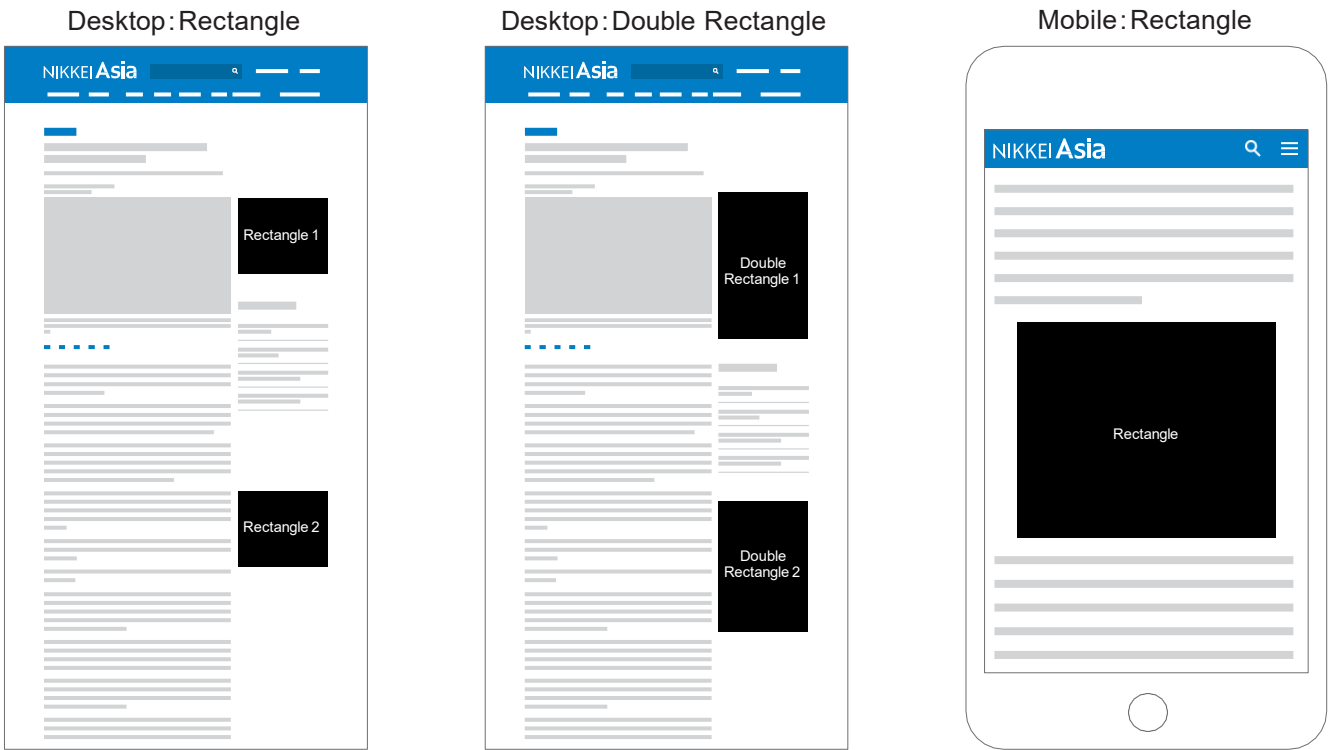 Desktop:Rectangle
NIKKEI Asia
Rectangle 1
Rectangle 2
Desktop:Double Rectangle
NIKKEI Asia
Double
Rectangle 1
Double
Rectangle 2
Mobile:Rectangle
NIKKEI Asia
Rectangle